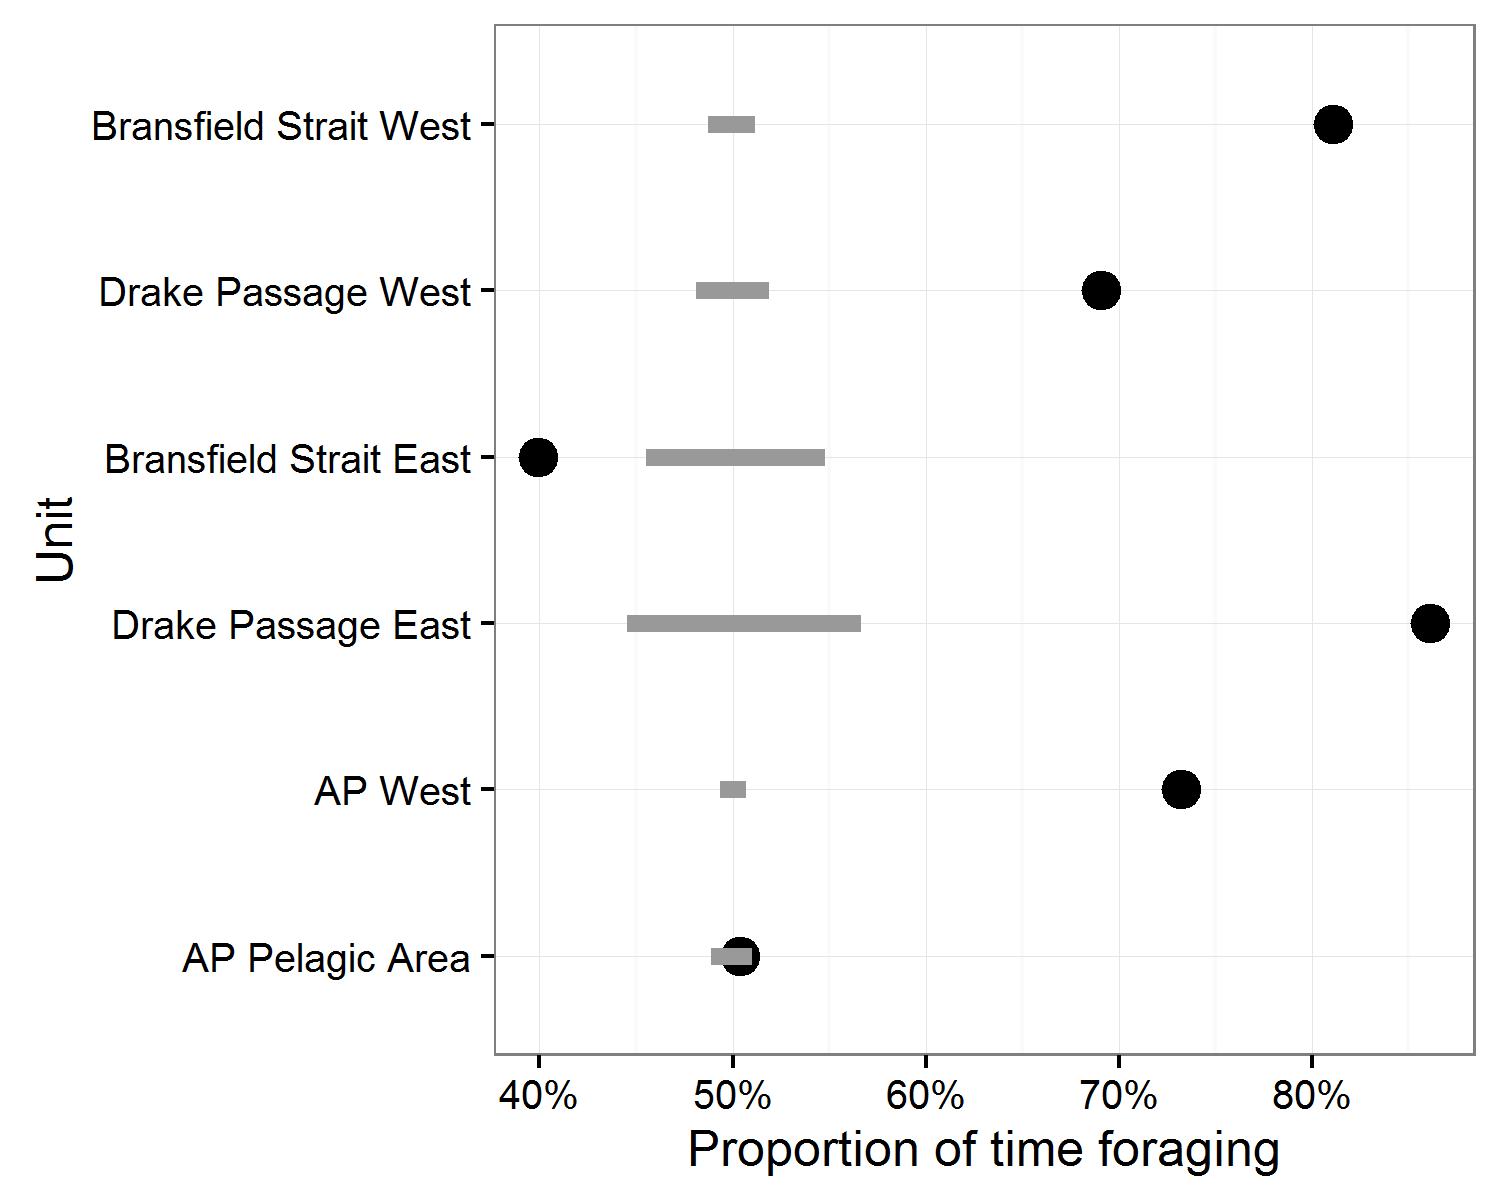 Bransfield Strait West
Drake Passage West
Bransfield Strait East
Unit
Drake Passage East
AP West
AP Pelagic Area
40% 50% 60% 70% 80%
Proportion of time foraging